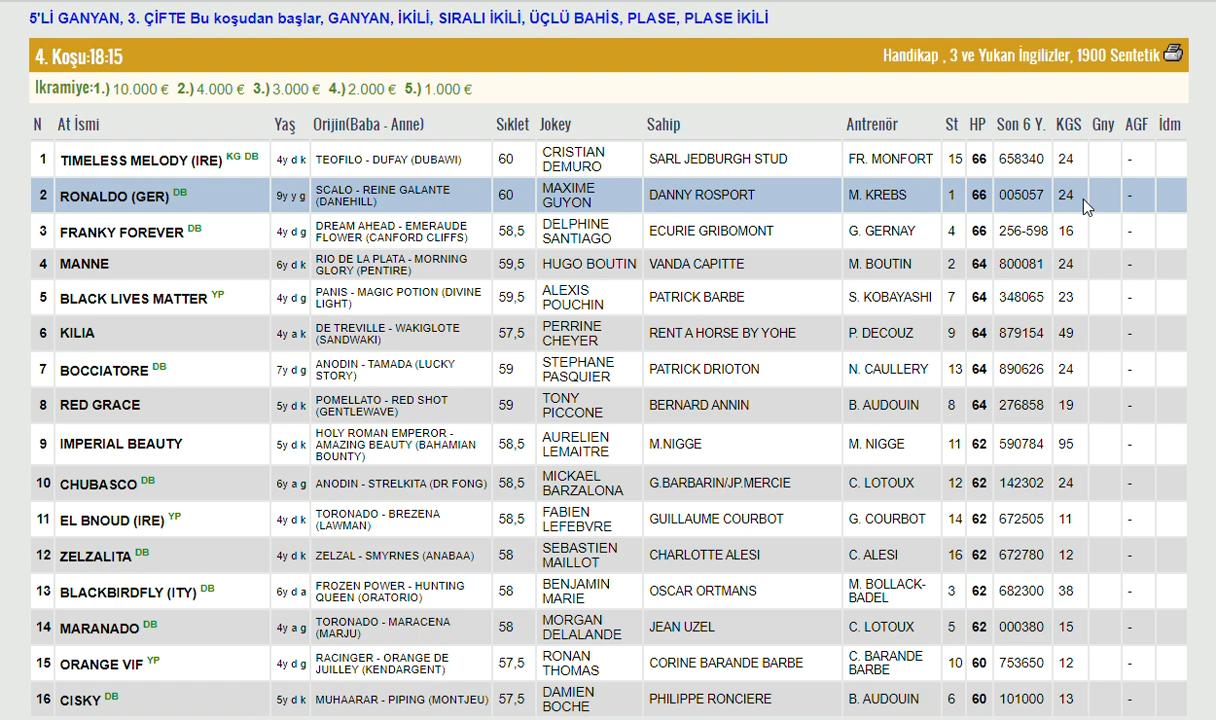 5'Lİ GANYAN, 3. ÇİFTE Bu koşudan başlar, GANYAN, İKİLİ, SIRALI İKİLİ, ÜÇLÜ BAHİS, PLASE, PLASE İKİLİ
4. Koşu:18:15 Handikap , 3 ve Yukarı İngilizler, 1900 Sentetik
Ikramiye:1.) 10.000 € 2.) 4.000 € 3.) 3.000 € 4.) 2.000 € 5.) 1.000 €
N At İsmi Yaş Orijin(Baba - Anne) Sıklet Jokey Sahip Antrenör St HP Son 6 Y. KGS Gny AGF İdm
1 TIMELESS MELODY (IRE) KG DB 4y d k TEOFILO - DUFAY (DUBAWI) 60 CRISTIAN DEMURO SARL JEDBURGH STUD FR. MONFORT 15 66 658340 24 -
2 RONALDO (GER) DB 9y y g SCALO - REINE GALANTE (DANEHILL) 60 MAXIME GUYON DANNY ROSPORT M. KREBS 1 66 005057 24 -
3 FRANKY FOREVER DB 4y d g DREAM AHEAD - EMERAUDE FLOWER (CANFORD CLIFFS) 58,5 DELPHINE SANTIAGO ECURIE GRIBOMONT G. GERNAY 4 66 256-598 16 -
4 MANNE 6y d k RIO DE LA PLATA - MORNING GLORY (PENTIRE) 59,5 HUGO BOUTIN VANDA CAPITTE M. BOUTIN 2 64 800081 24 -
5 BLACK LIVES MATTER YP 4y d g PANIS - MAGIC POTION (DIVINE LIGHT) 59,5 ALEXIS POUCHIN PATRICK BARBE S. KOBAYASHI 7 64 348065 23 -
6 KILIA 4y a k DE TREVILLE - WAKIGLOTE (SANDWAKI) 57,5 PERRINE CHEYER RENT A HORSE BY YOHE P. DECOUZ 9 64 879154 49 -
7 BOCCIATORE DB 7y d g ANODIN - TAMADA (LUCKY STORY) 59 STEPHANE PASQUIER PATRICK DRIOTON N. CAULLERY 13 64 890626 24 -
8 RED GRACE 5y d k POMELLATO - RED SHOT (GENTLEWAVE) 59 TONY PICCONE BERNARD ANNIN B. AUDOUIN 8 64 276858 19 -
9 IMPERIAL BEAUTY 5y d k HOLY ROMAN EMPEROR - AMAZING BEAUTY (BAHAMIAN BOUNTY) 58,5 AURELIEN LEMAITRE M.NIGGE M. NIGGE 11 62 590784 95 -
10 CHUBASCO DB 6y a g ANODIN - STRELKITA (DR FONG) 58,5 MICKAEL BARZALONA G.BARBARIN/JP.MERCIE C. LOTOUX 12 62 142302 24 -
11 EL BNOUD (IRE) YP 4y d k TORONADO - BREZENA (LAWMAN) 58,5 FABIEN LEFEBVRE GUILLAUME COURBOT G. COURBOT 14 62 672505 11 -
12 ZELZALITA DB 4y d k ZELZAL - SMYRNES (ANABAA) 58 SEBASTIEN MAILLOT CHARLOTTE ALESI C. ALESI 16 62 672780 12 -
13 BLACKBIRDFLY (ITY) DB 6y d a FROZEN POWER - HUNTING QUEEN (ORATORIO) 58 BENJAMIN MARIE OSCAR ORTMANS M. BOLLACK-BADEL 3 62 682300 38 -
14 MARANADO DB 4y a g TORONADO - MARACENA (MARJU) 58 MORGAN DELALANDE JEAN UZEL C. LOTOUX 5 62 000380 15 -
15 ORANGE VIF YP 4y d g RACINGER - ORANGE DE JUILLEY (KENDARGENT) 57,5 RONAN THOMAS CORINE BARANDE BARBE C. BARANDE BARBE 10 60 753650 12 -
16 CISKY DB 5y d k MUHAARAR - PIPING (MONTJEU) 57,5 DAMIEN BOCHE PHILIPPE RONCIERE B. AUDOUIN 6 60 101000 13 -